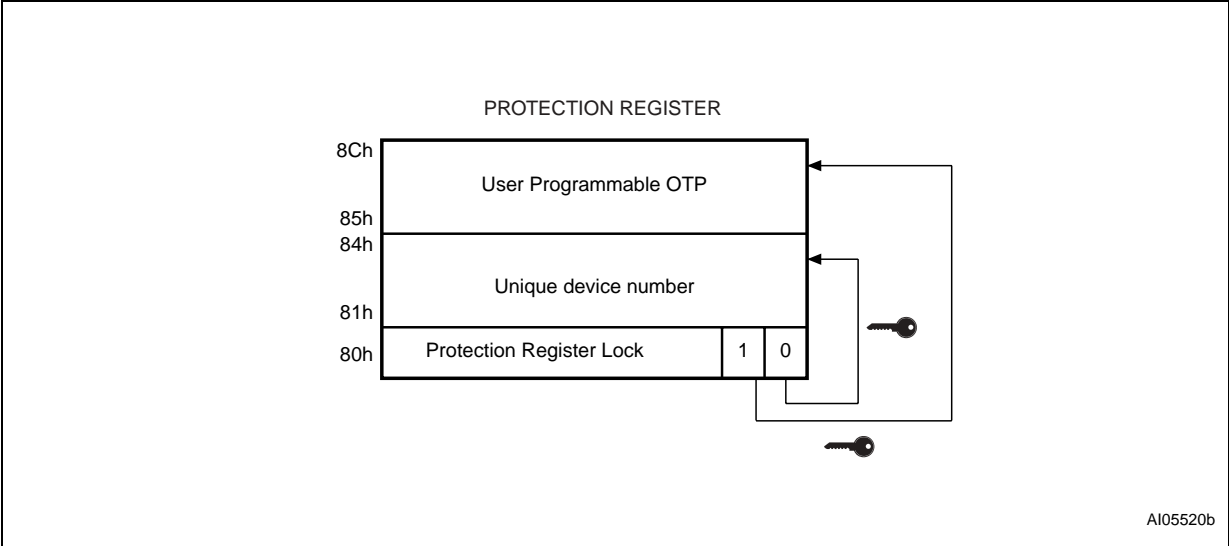 PROTECTION REGISTER
8Ch
User Programmable OTP
85h
84h
Unique device number
81h
80h
Protection Register Lock
1
0
AI05520b